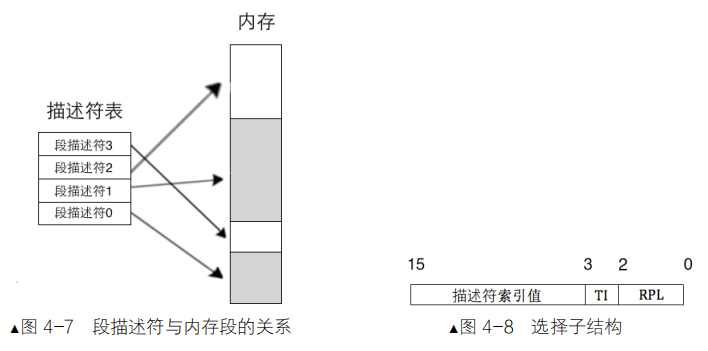 内存
描述符表
段描述符3
段描述符2
段描述符1
段描述符0
▲图 4-7 段描述符与内存段的关系
15 3 2 0
描述符索引值 TI RPL
▲图 4-8 选择子结构